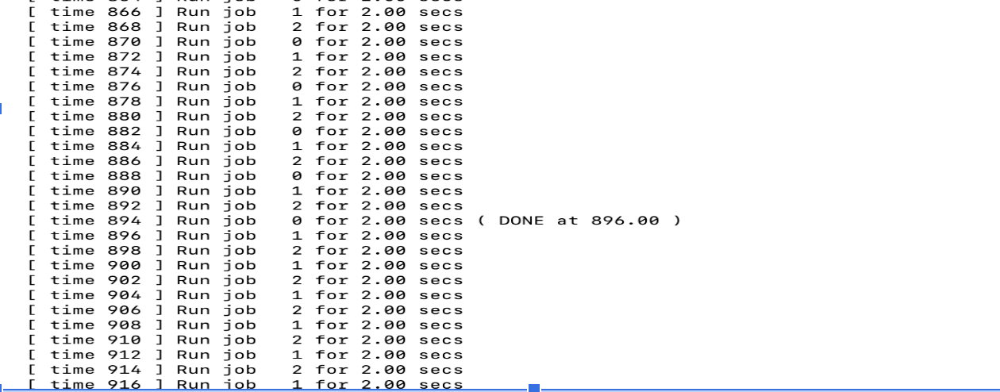 [ time 866 ] Run job 1 for 2.00 secs
[ time 868 ] Run job 2 for 2.00 secs
[ time 870 ] Run job 0 for 2.00 secs
[ time 872 ] Run job 1 for 2.00 secs
[ time 874 ] Run job 2 for 2.00 secs
[ time 876 ] Run job 0 for 2.00 secs
[ time 878 ] Run job 1 for 2.00 secs
[ time 880 ] Run job 2 for 2.00 secs
[ time 882 ] Run job 0 for 2.00 secs
[ time 884 ] Run job 1 for 2.00 secs
[ time 886 ] Run job 2 for 2.00 secs
[ time 888 ] Run job 0 for 2.00 secs
[ time 890 ] Run job 1 for 2.00 secs
[ time 892 ] Run job 2 for 2.00 secs
[ time 894 ] Run job 0 for 2.00 secs ( DONE at 896.00 )
[ time 896 ] Run job 1 for 2.00 secs
[ time 898 ] Run job 2 for 2.00 secs
[ time 900 ] Run job 1 for 2.00 secs
[ time 902 ] Run job 2 for 2.00 secs
[ time 904 ] Run job 1 for 2.00 secs
[ time 906 ] Run job 2 for 2.00 secs
[ time 908 ] Run job 1 for 2.00 secs
[ time 910 ] Run job 2 for 2.00 secs
[ time 912 ] Run job 1 for 2.00 secs
[ time 914 ] Run job 2 for 2.00 secs
[ time 916 ] Run job 1 for 2.00 secs